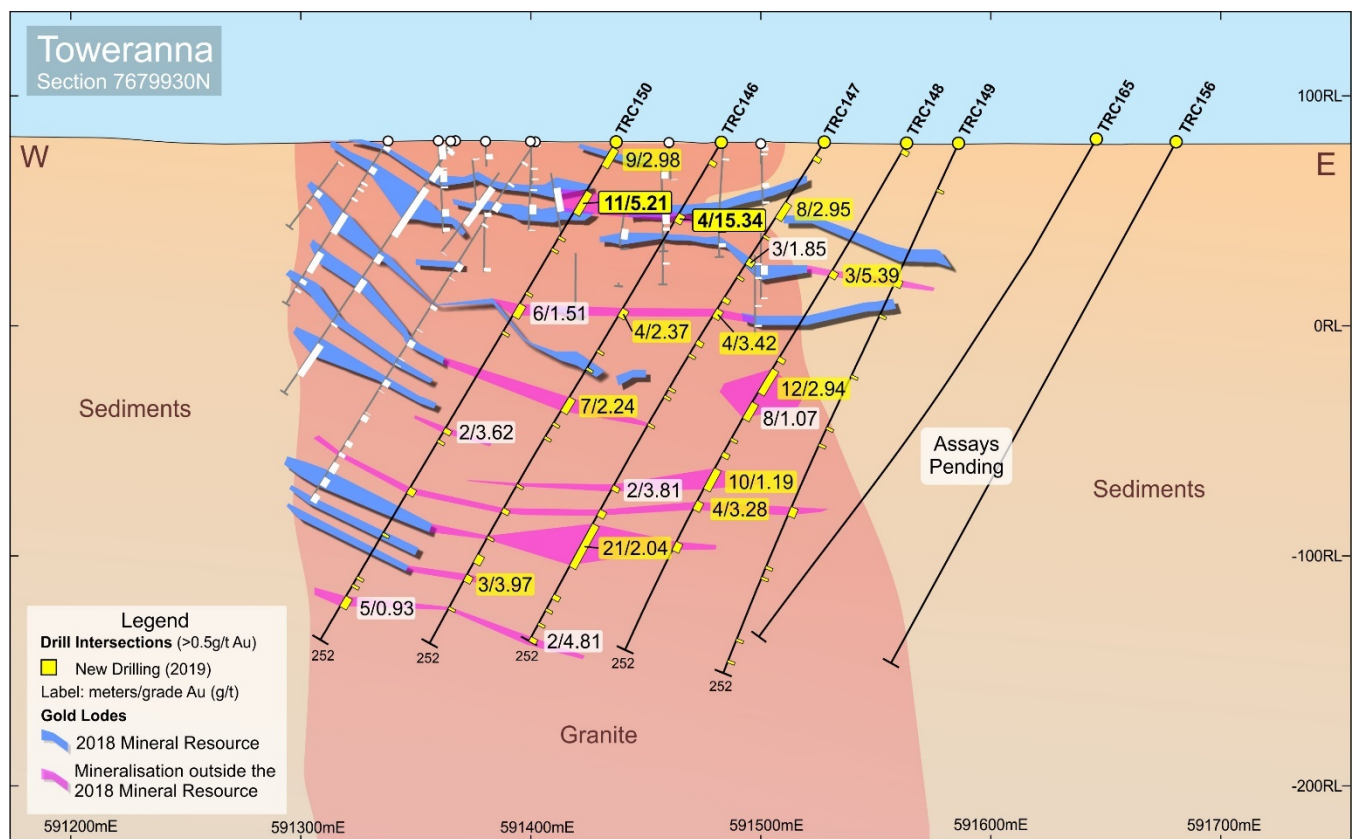 Toweranna
Section 7679930N
TRC150
TRC146
TRC147
TRC148
TRC149
TRC165
TRC156
100RL
W
E
9/2.98
11/5.21
4/15.34
8/2.95
3/1.85
3/5.39
6/1.51
4/2.37
4/3.42
0RL
12/2.94
8/1.07
7/2.24
2/3.62
Sediments
Assays
Pending
10/1.19
2/3.81
4/3.28
Sediments
21/2.04
-100RL
3/3.97
5/0.93
2/4.81
252
252
252
252
252
Granite
Legend
Drill Intersections (>0.5g/t Au)
New Drilling (2019)
Label: meters/grade Au (g/t)
Gold Lodes
2018 Mineral Resource
Mineralisation outside the
2018 Mineral Resource
-200RL
591200mE
591300mE
591400mE
591500mE
591600mE
591700mE